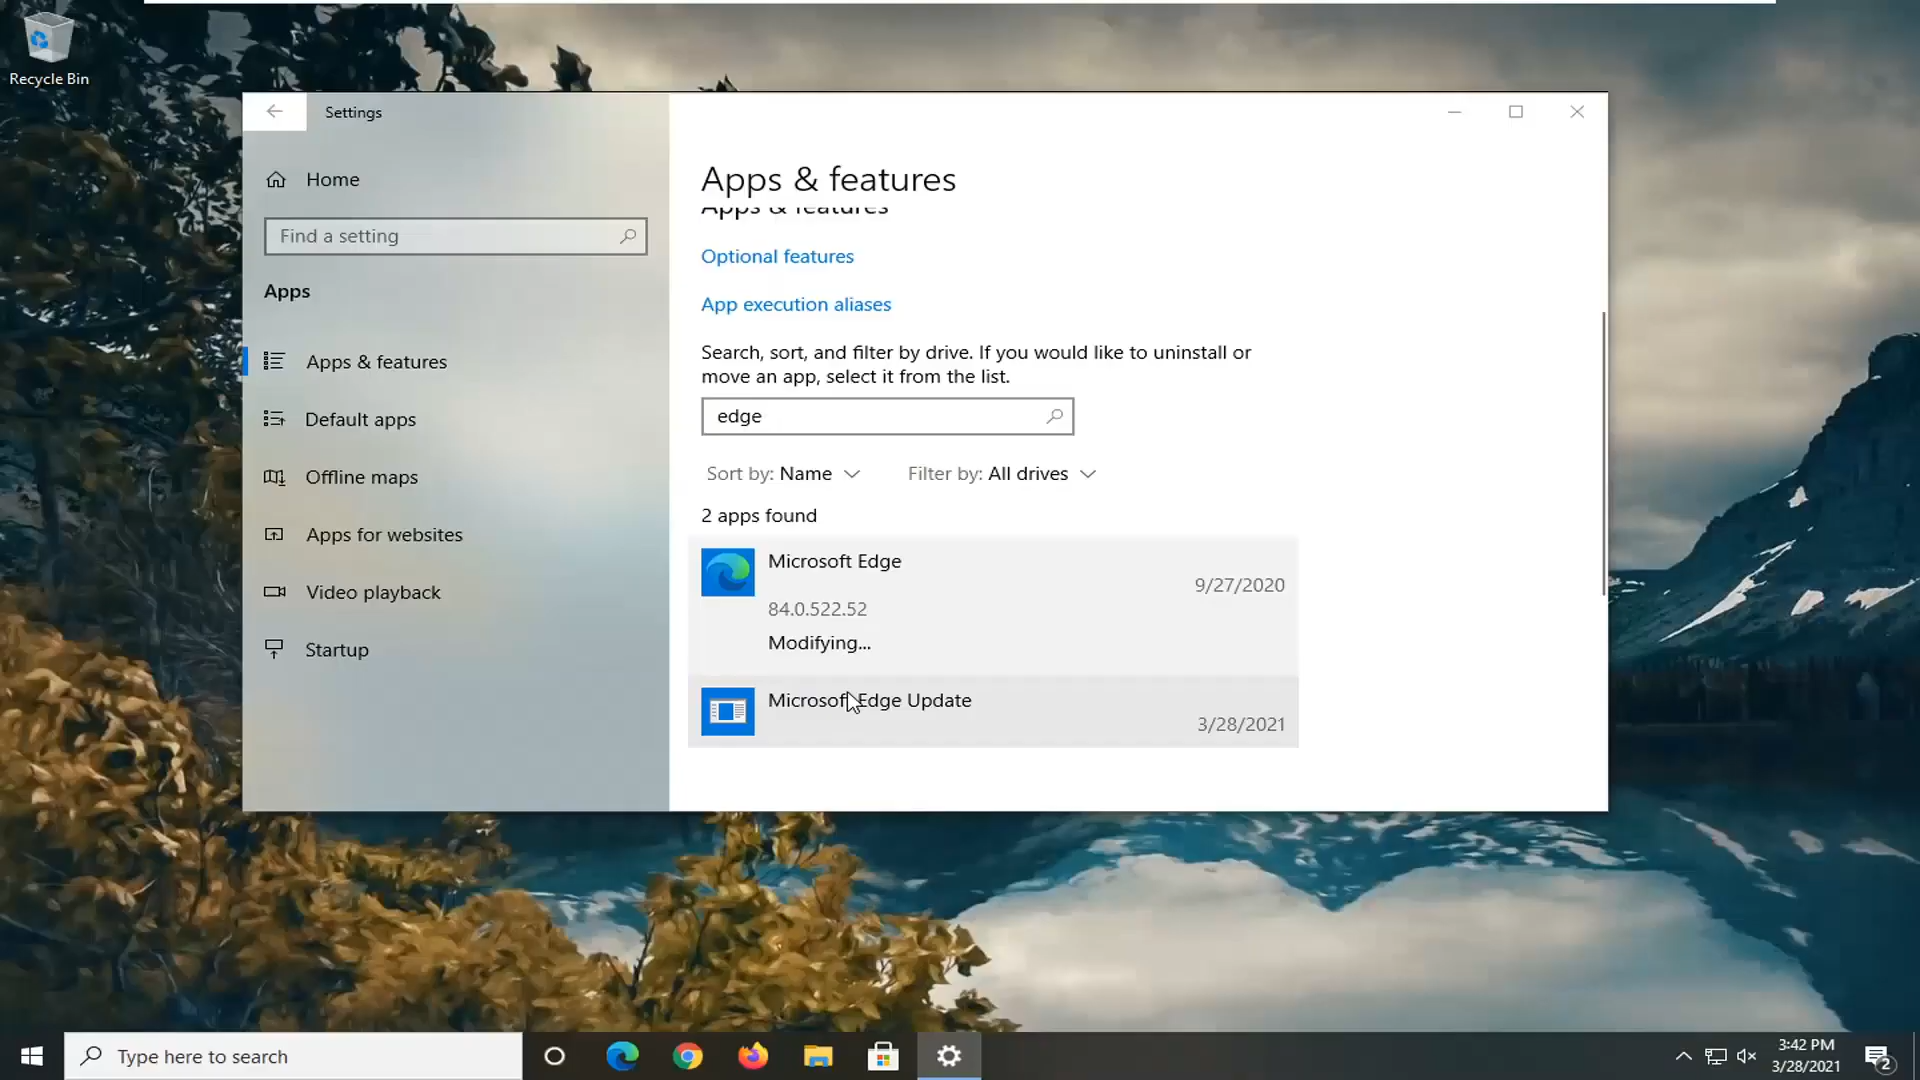 Recycle Bin
Settings
Home
Find a setting
Apps
Apps & features
Default apps
Offline maps
Apps for websites
Video playback
Startup
Apps & features
Apps & features
Optional features
App execution aliases
Search, sort, and filter by drive. If you would like to uninstall or
move an app, select it from the list.
edge
Sort by: Name
Filter by: All drives
2 apps found
Microsoft Edge
9/27/2020
84.0.522.52
Modifying...
Microsoft Edge Update
3/28/2021
Type here to search
3:42 PM
3/28/2021
2